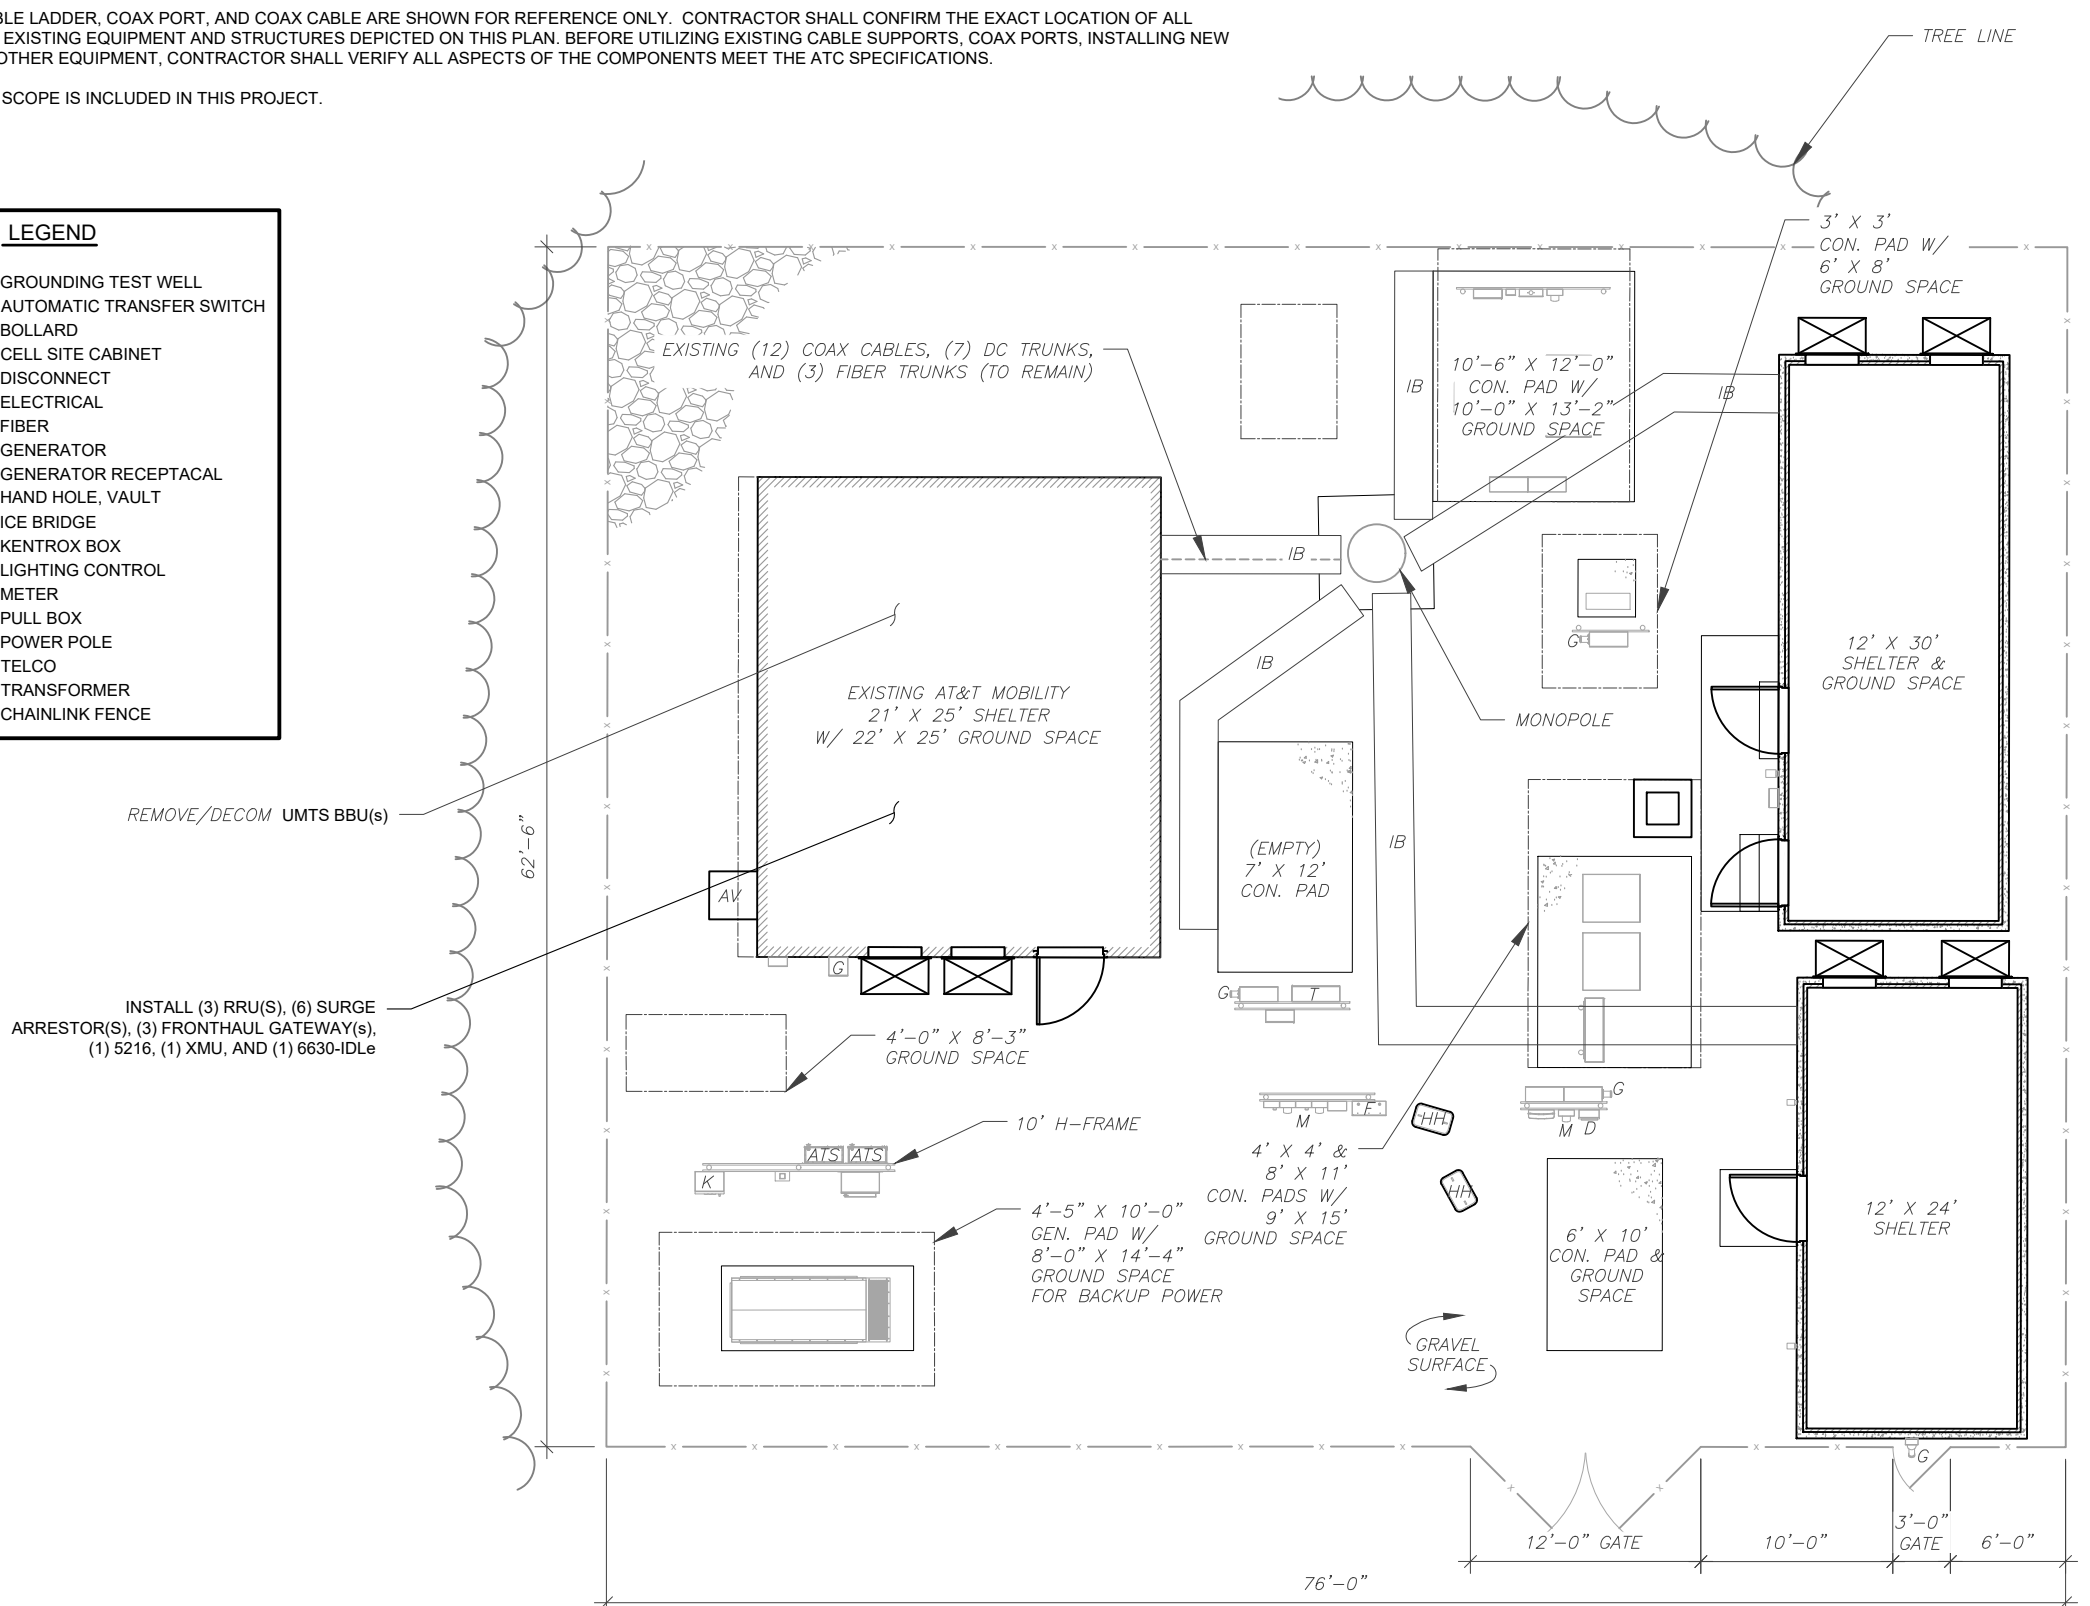 BLE LADDER, COAX PORT, AND COAX CABLE ARE SHOWN FOR REFERENCE ONLY. CONTRACTOR SHALL CONFIRM THE EXACT LOCATION OF ALL
EXISTING EQUIPMENT AND STRUCTURES DEPICTED ON THIS PLAN. BEFORE UTILIZING EXISTING CABLE SUPPORTS, COAX PORTS, INSTALLING NEW
OTHER EQUIPMENT, CONTRACTOR SHALL VERIFY ALL ASPECTS OF THE COMPONENTS MEET THE ATC SPECIFICATIONS.
SCOPE IS INCLUDED IN THIS PROJECT.
TREE LINE
LEGEND
GROUNDING TEST WELL
AUTOMATIC TRANSFER SWITCH
BOLLARD
CELL SITE CABINET
DISCONNECT
ELECTRICAL
FIBER
GENERATOR
GENERATOR RECEPTACAL
HAND HOLE, VAULT
ICE BRIDGE
KENTROX BOX
LIGHTING CONTROL
METER
PULL BOX
POWER POLE
TELCO
TRANSFORMER
CHAINLINK FENCE
3' X 3'
CON. PAD W/
6' X 8'
GROUND SPACE
EXISTING (12) COAX CABLES, (7) DC TRUNKS,
AND (3) FIBER TRUNKS (TO REMAIN)
IB
10'-6" X 12'-0"
CON. PAD W/
10'-0" X 13'-2"
GROUND SPACE
IB
IB
G
12' X 30'
SHELTER &
GROUND SPACE
IB
EXISTING AT&T MOBILITY
21' X 25' SHELTER
W/ 22' X 25' GROUND SPACE
MONOPOLE
REMOVE/DECOM UMTS BBU(s)
62'-6"
(EMPTY)
7' X 12'
CON. PAD
IB
AV
G
G
T
INSTALL (3) RRU(S), (6) SURGE
ARRESTOR(S), (3) FRONTHAUL GATEWAY(s),
(1) 5216, (1) XMU, AND (1) 6630-IDLe
4'-0" X 8'-3"
GROUND SPACE
10' H-FRAME
ATS
ATS
K
M
F
HH
G
M
D
4' X 4' &
8' X 11'
CON. PADS W/
9' X 15'
GROUND SPACE
HH
4'-5" X 10'-0"
GEN. PAD W/
8'-0" X 14'-4"
GROUND SPACE
FOR BACKUP POWER
6' X 10'
CON. PAD &
GROUND
SPACE
12' X 24'
SHELTER
GRAVEL
SURFACE
G
12'-0" GATE
10'-0"
3'-0"
GATE
6'-0"
76'-0"